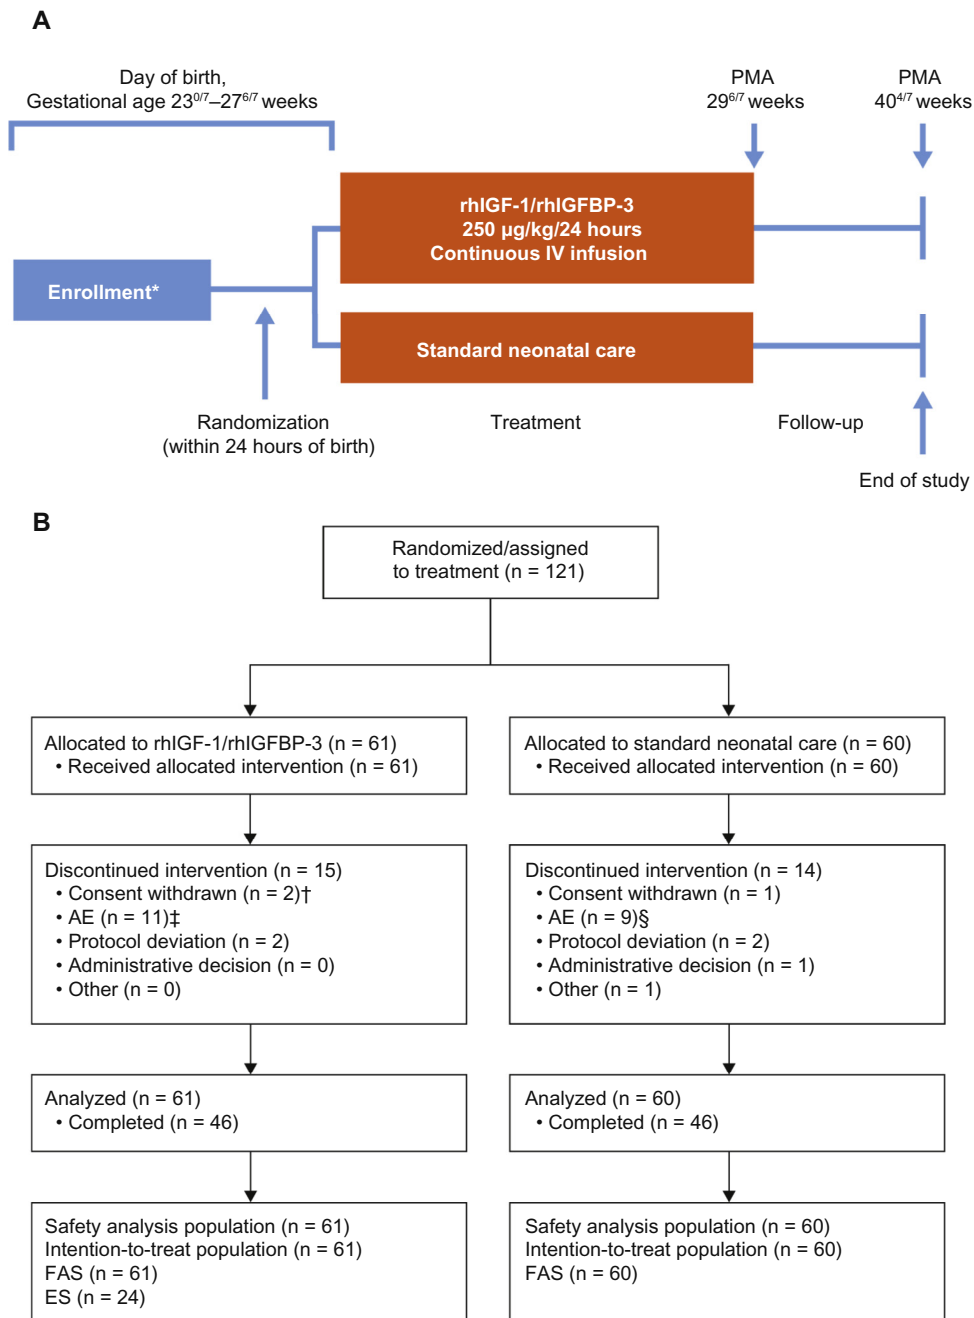 A
Day of birth,
Gestational age 23⁰/⁷–27⁶/⁷ weeks
PMA
29⁶/⁷ weeks
PMA
40⁴/⁷ weeks
rhIGF-1/rhIGFBP-3
250 µg/kg/24 hours
Continuous IV infusion
Enrollment*
Standard neonatal care
Randomization
(within 24 hours of birth)
Treatment
Follow-up
End of study
B
Randomized/assigned
to treatment (n = 121)
Allocated to rhIGF-1/rhIGFBP-3 (n = 61)
• Received allocated intervention (n = 61)
Allocated to standard neonatal care (n = 60)
• Received allocated intervention (n = 60)
Discontinued intervention (n = 15)
• Consent withdrawn (n = 2)†
• AE (n = 11)‡
• Protocol deviation (n = 2)
• Administrative decision (n = 0)
• Other (n = 0)
Discontinued intervention (n = 14)
• Consent withdrawn (n = 1)
• AE (n = 9)§
• Protocol deviation (n = 2)
• Administrative decision (n = 1)
• Other (n = 1)
Analyzed (n = 61)
• Completed (n = 46)
Analyzed (n = 60)
• Completed (n = 46)
Safety analysis population (n = 61)
Intention-to-treat population (n = 61)
FAS (n = 61)
ES (n = 24)
Safety analysis population (n = 60)
Intention-to-treat population (n = 60)
FAS (n = 60)